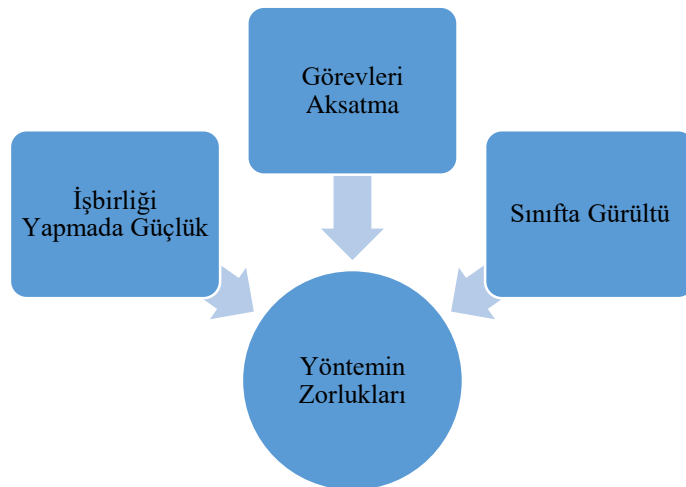 Görevleri
Aksatma
İşbirliği
Yapmada Güçlük
Sınıfta Gürültü
Yöntemin
Zorlukları